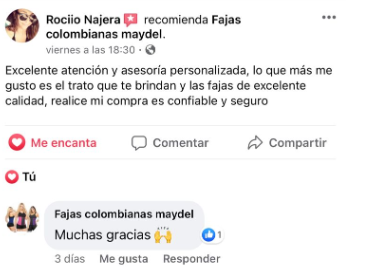 Rociio Najera recomienda Fajas
colombianas maydel.
viernes a las 18:30 ·
Excelente atención y asesoría personalizada, lo que más me
gusto es el trato que te brindan y las fajas de excelente
calidad, realice mi compra es confiable y seguro
Me encanta Comentar Compartir
Tú
Fajas colombianas maydel
Muchas gracias 🙌 1
3 días Me gusta Responder